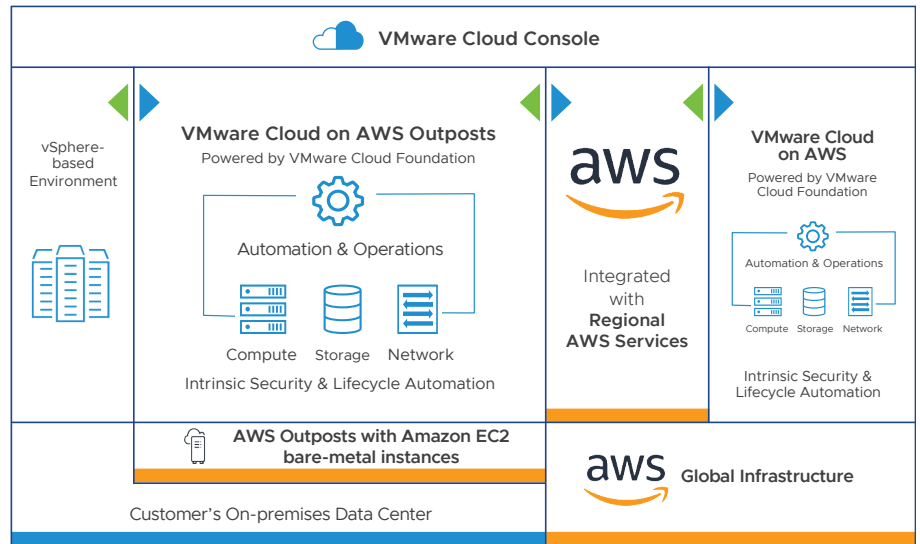 VMware Cloud Console
vSphere-
based
Environment
VMware Cloud on AWS Outposts
Powered by VMware Cloud Foundation
Automation & Operations
Compute
Storage
Network
Intrinsic Security & Lifecycle Automation
aws
Integrated
with
Regional
AWS Services
VMware Cloud
on AWS
Powered by VMware
Cloud Foundation
Automation & Operations
Compute
Storage
Network
Intrinsic Security &
Lifecycle Automation
AWS Outposts with Amazon EC2
bare-metal instances
Customer’s On-premises Data Center
aws
Global Infrastructure